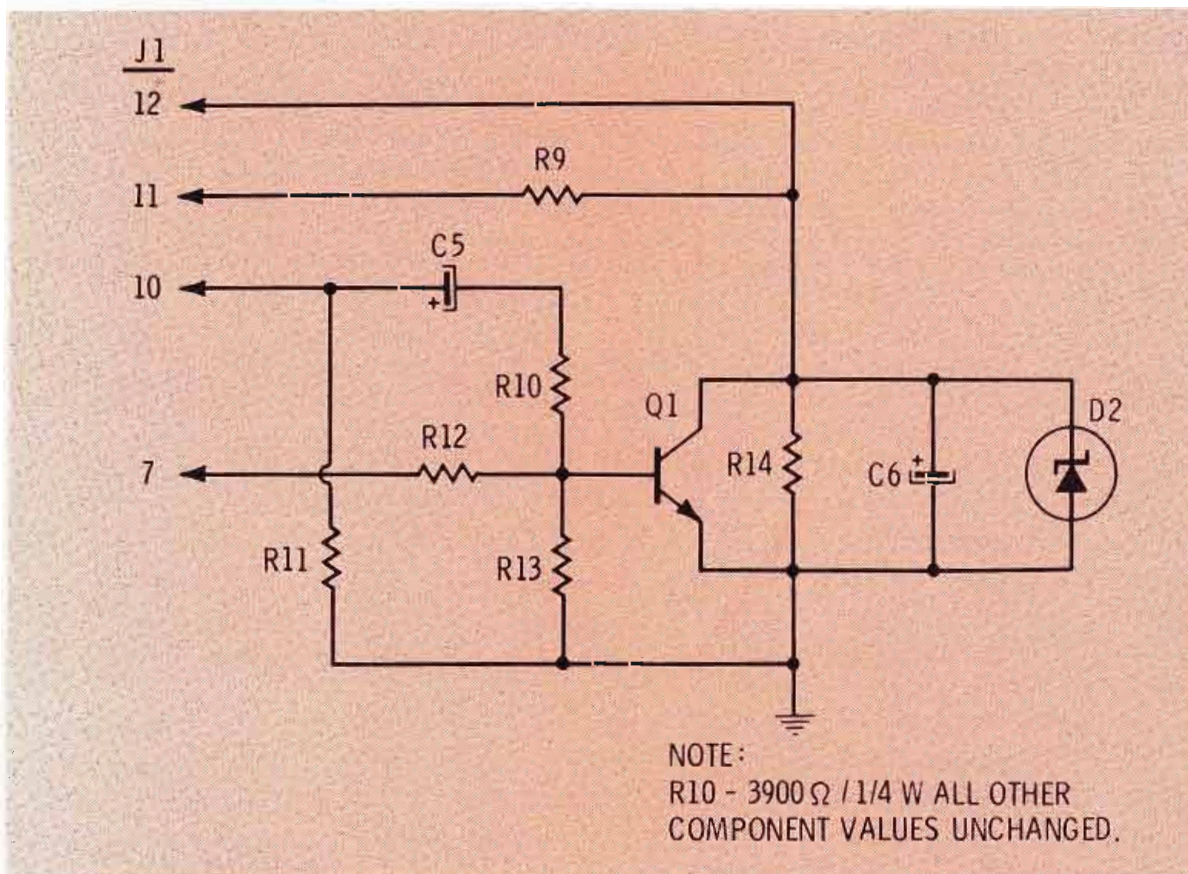 J1
12
11
R9
10
C5
+
R10
Q1
D2
7
R12
R14
+
C6
R11
R13
NOTE:
R10 - 3900 Ω / 1/4 W ALL OTHER
COMPONENT VALUES UNCHANGED.